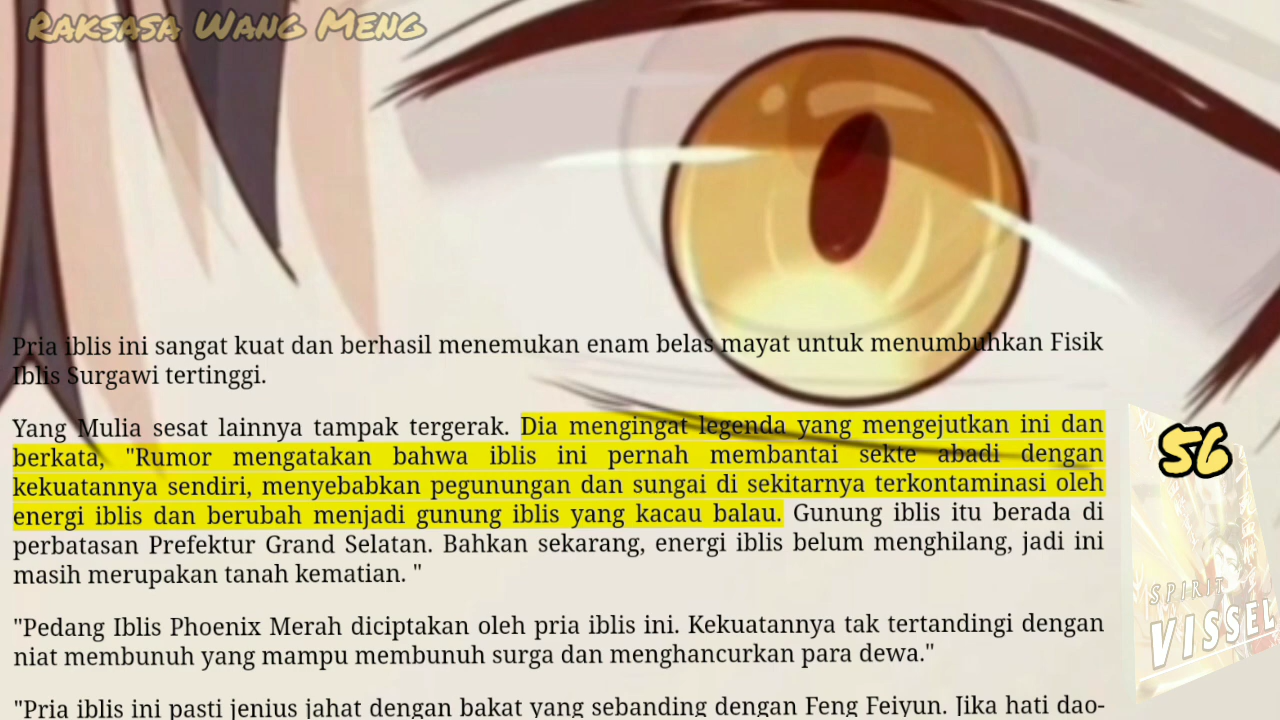 Raksasa Wang Meng
Pria iblis ini sangat kuat dan berhasil menemukan enam belas mayat untuk menumbuhkan Fisik
Iblis Surgawi tertinggi.
Yang Mulia sesat lainnya tampak tergerak. Dia mengingat legenda yang mengejutkan ini dan
berkata, "Rumor mengatakan bahwa iblis ini pernah membantai sekte abadi dengan
kekuatannya sendiri, menyebabkan pegunungan dan sungai di sekitarnya terkontaminasi oleh
energi iblis dan berubah menjadi gunung iblis yang kacau balau. Gunung iblis itu berada di
perbatasan Prefektur Grand Selatan. Bahkan sekarang, energi iblis belum menghilang, jadi ini
masih merupakan tanah kematian. "
"Pedang Iblis Phoenix Merah diciptakan oleh pria iblis ini. Kekuatannya tak tertandingi dengan
niat membunuh yang mampu membunuh surga dan menghancurkan para dewa."
"Pria iblis ini pasti jenius jahat dengan bakat yang sebanding dengan Feng Feiyun. Jika hati dao-
56
SPIRIT
VISSEL